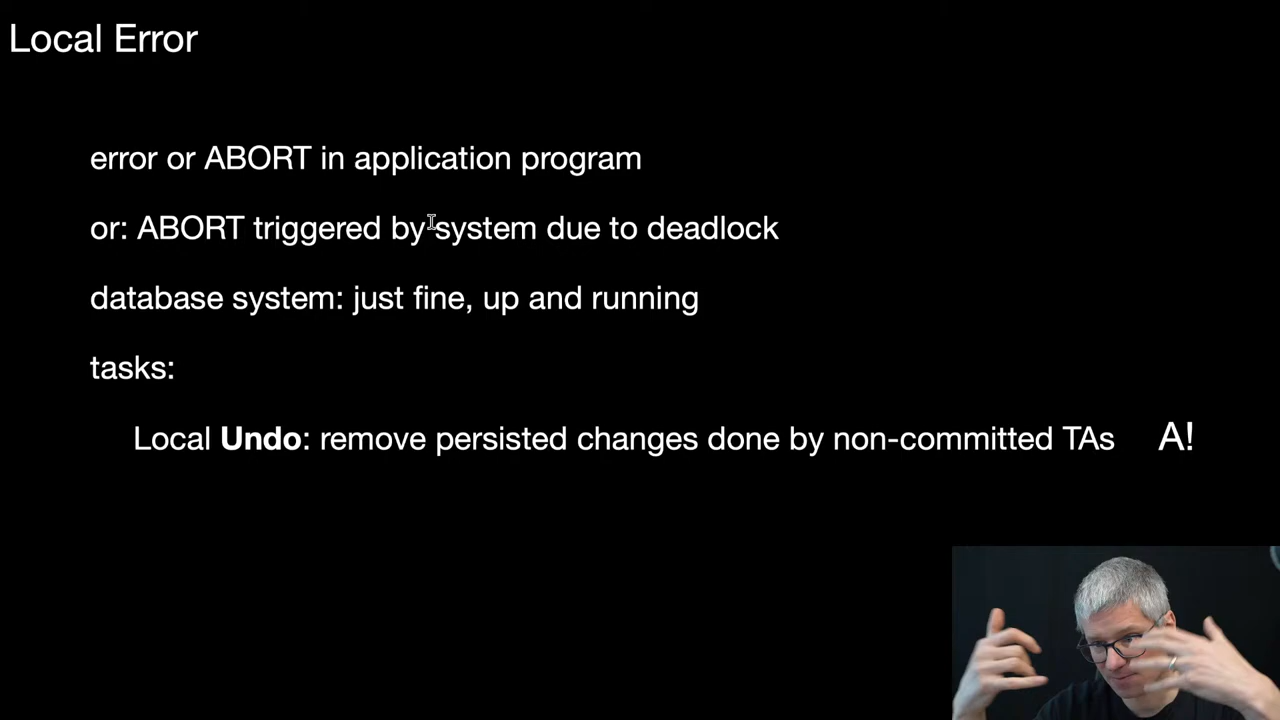 Local Error
error or ABORT in application program
or: ABORT triggered by system due to deadlock
database system: just fine, up and running
tasks:
Local Undo: remove persisted changes done by non-committed TAs A!